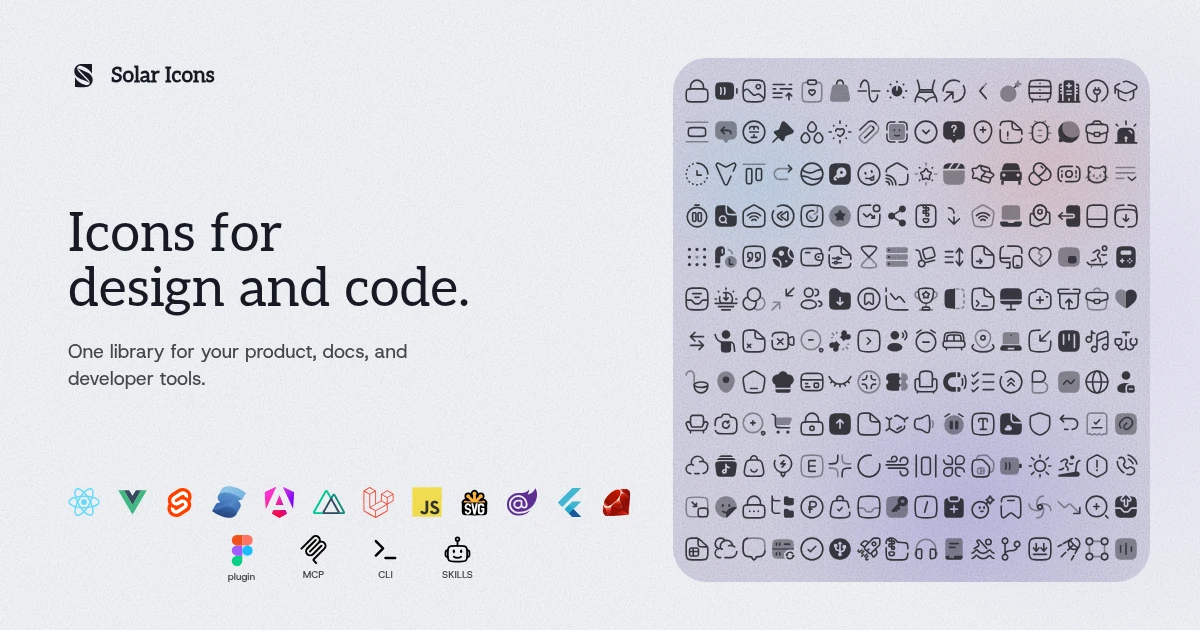 Solar Icons
Icons for
design and code.
One library for your product, docs, and
developer tools.
JS
SVG
plugin
MCP
CLI
SKILLS